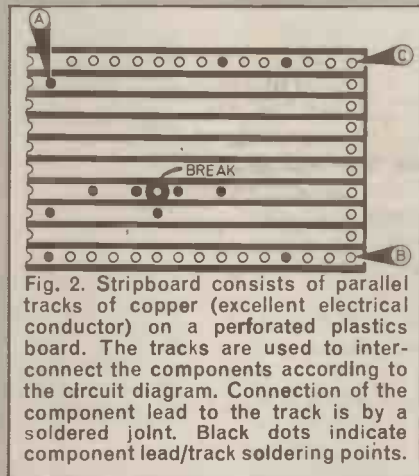 A
C
BREAK
B
Fig. 2. Stripboard consists of parallel
tracks of copper (excellent electrical
conductor) on a perforated plastics
board. The tracks are used to inter-
connect the components according to
the circuit diagram. Connection of the
component lead to the track is by a
soldered joint. Black dots indicate
component lead/track soldering points.